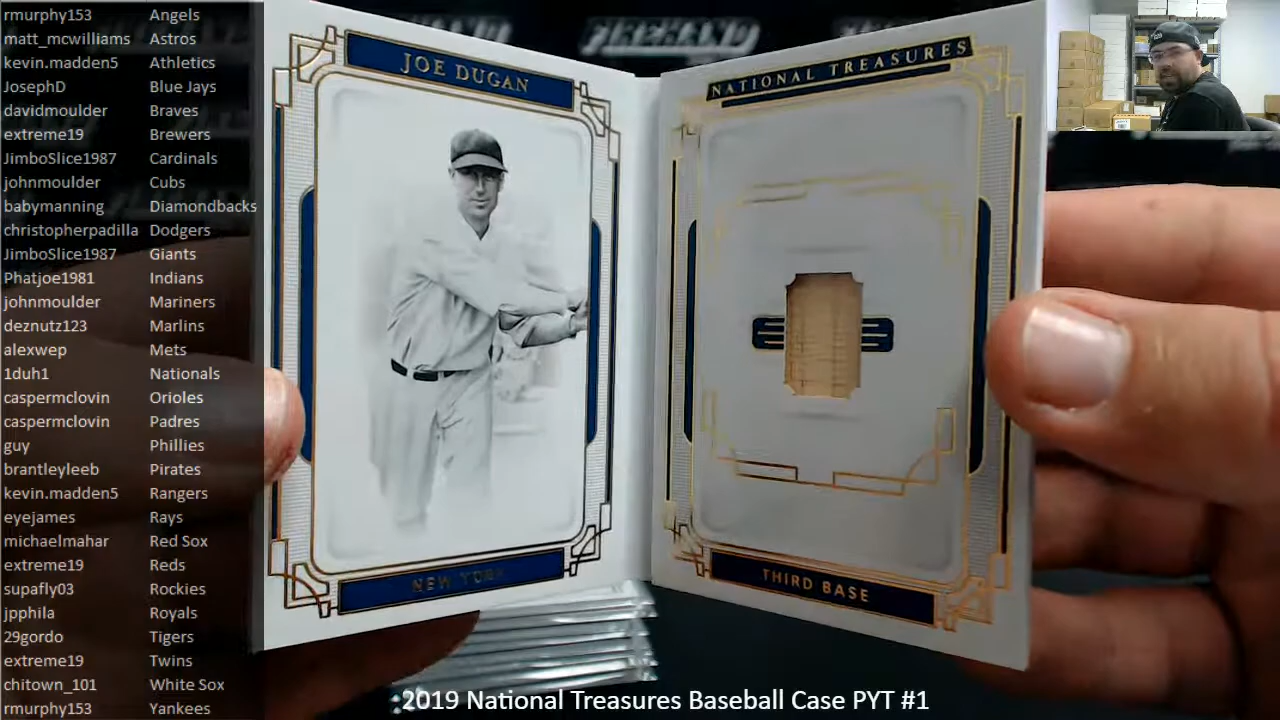 rmurphy153 Angels
matt_mcwilliams Astros
kevin.madden5 Athletics
JosephD Blue Jays
davidmoulder Braves
extreme19 Brewers
JimboSlice1987 Cardinals
johnmoulder Cubs
babymanning Diamondbacks
christopherpadilla Dodgers
JimboSlice1987 Giants
Phatjoe1981 Indians
johnmoulder Mariners
deznutz123 Marlins
alexwep Mets
1duh1 Nationals
caspermclovin Orioles
caspermclovin Padres
guy Phillies
brantleyleeb Pirates
kevin.madden5 Rangers
eyejames Rays
michaelmahar Red Sox
extreme19 Reds
supafly03 Rockies
jpphila Royals
29gordo Tigers
extreme19 Twins
chitown_101 White Sox
rmurphy153 Yankees
JOE DUGAN
NEW YORK
NATIONAL TREASURES
THIRD BASE
2019 National Treasures Baseball Case PYT #1